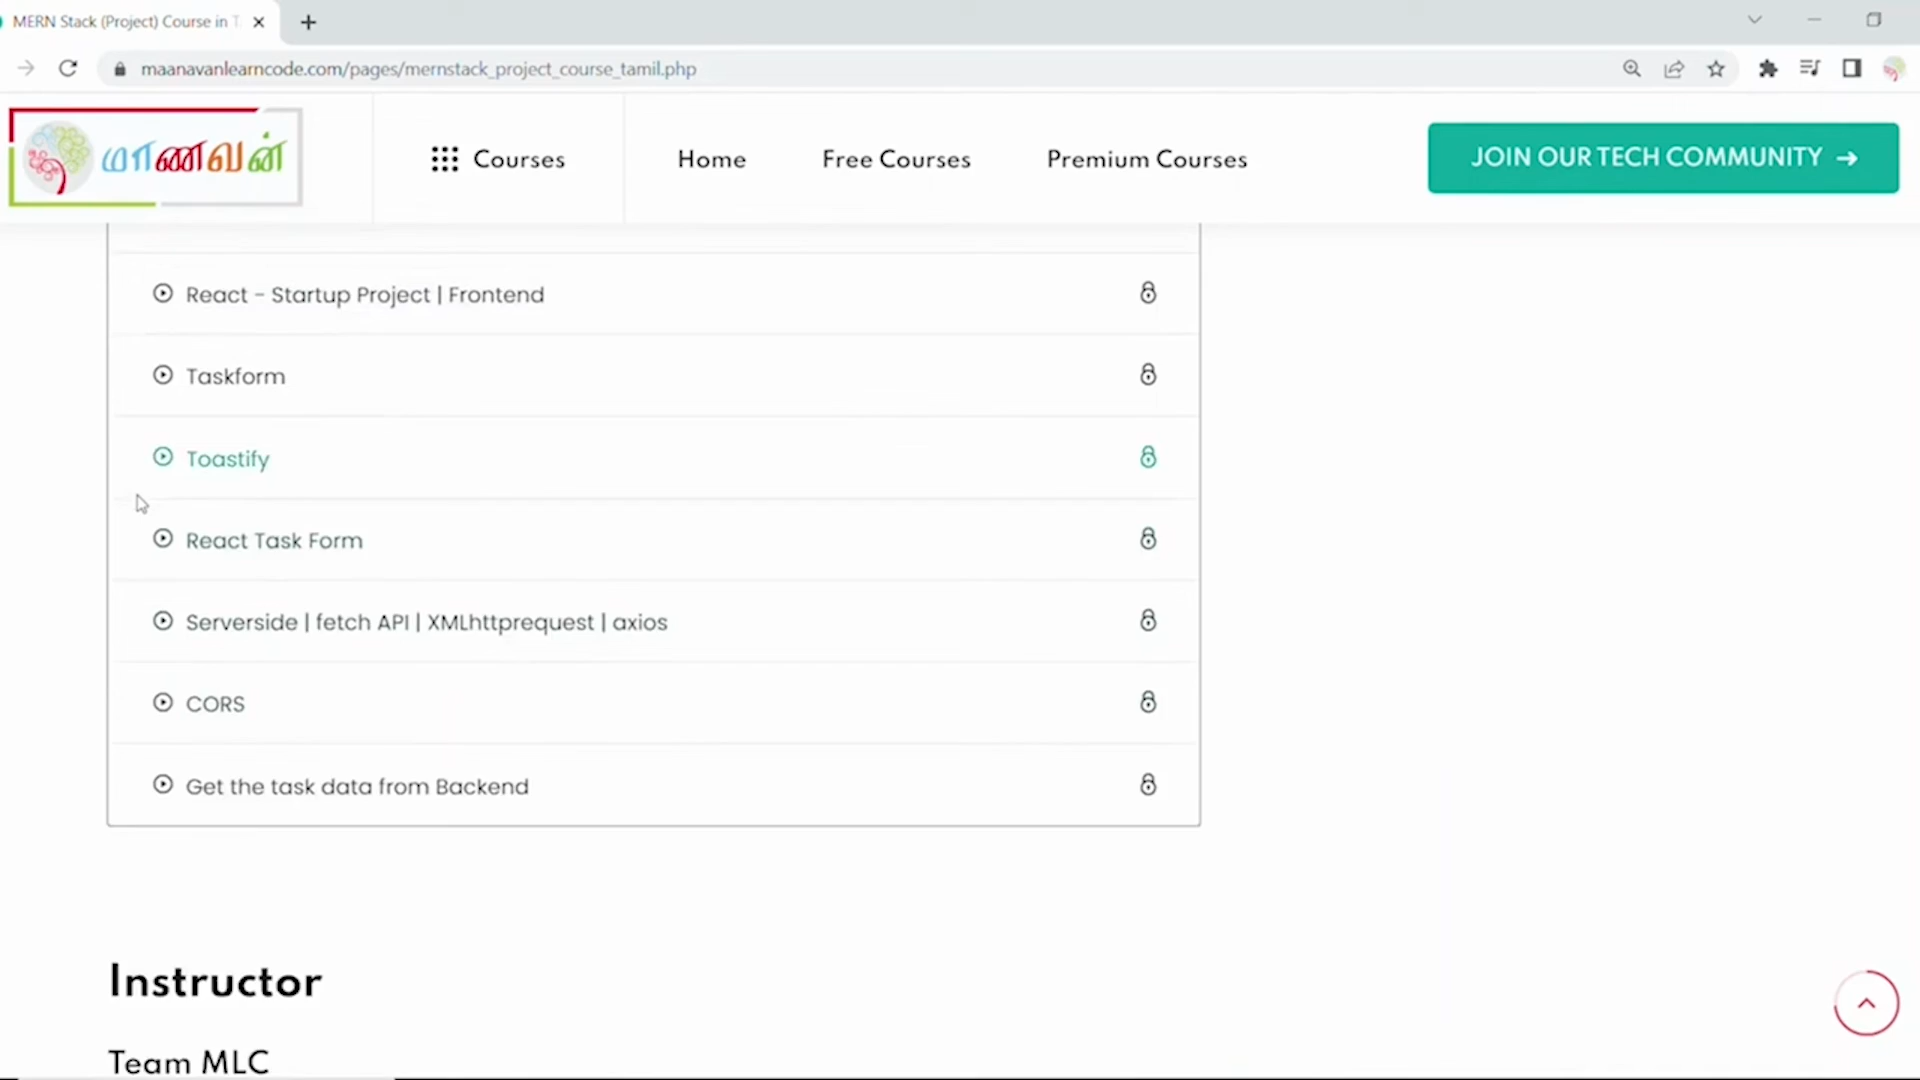 MERN Stack (Project) Course in T
maanavanlearncode.com/pages/mernstack_project_course_tamil.php
மாணவன்
Courses
Home
Free Courses
Premium Courses
JOIN OUR TECH COMMUNITY →
React - Startup Project | Frontend
Taskform
Toastify
React Task Form
Serverside | fetch API | XMLhttprequest | axios
CORS
Get the task data from Backend
Instructor
Team MLC